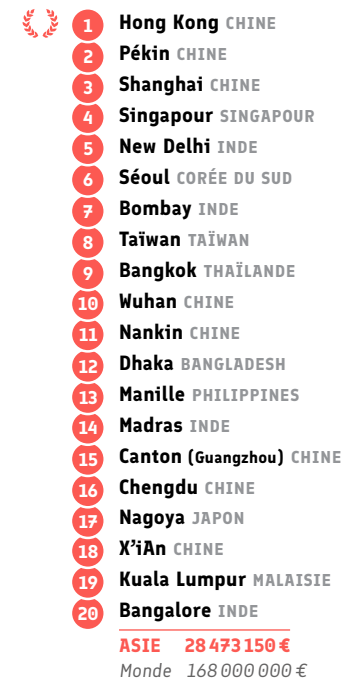 1 Hong Kong CHINE
2 Pékin CHINE
3 Shanghai CHINE
4 Singapour SINGAPOUR
5 New Delhi INDE
6 Séoul CORÉE DU SUD
7 Bombay INDE
8 Taïwan TAÏWAN
9 Bangkok THAÏLANDE
10 Wuhan CHINE
11 Nankin CHINE
12 Dhaka BANGLADESH
13 Manille PHILIPPINES
14 Madras INDE
15 Canton (Guangzhou) CHINE
16 Chengdu CHINE
17 Nagoya JAPON
18 X’iAn CHINE
19 Kuala Lumpur MALAISIE
20 Bangalore INDE
ASIE 28 473 150 €
Monde 168 000 000 €